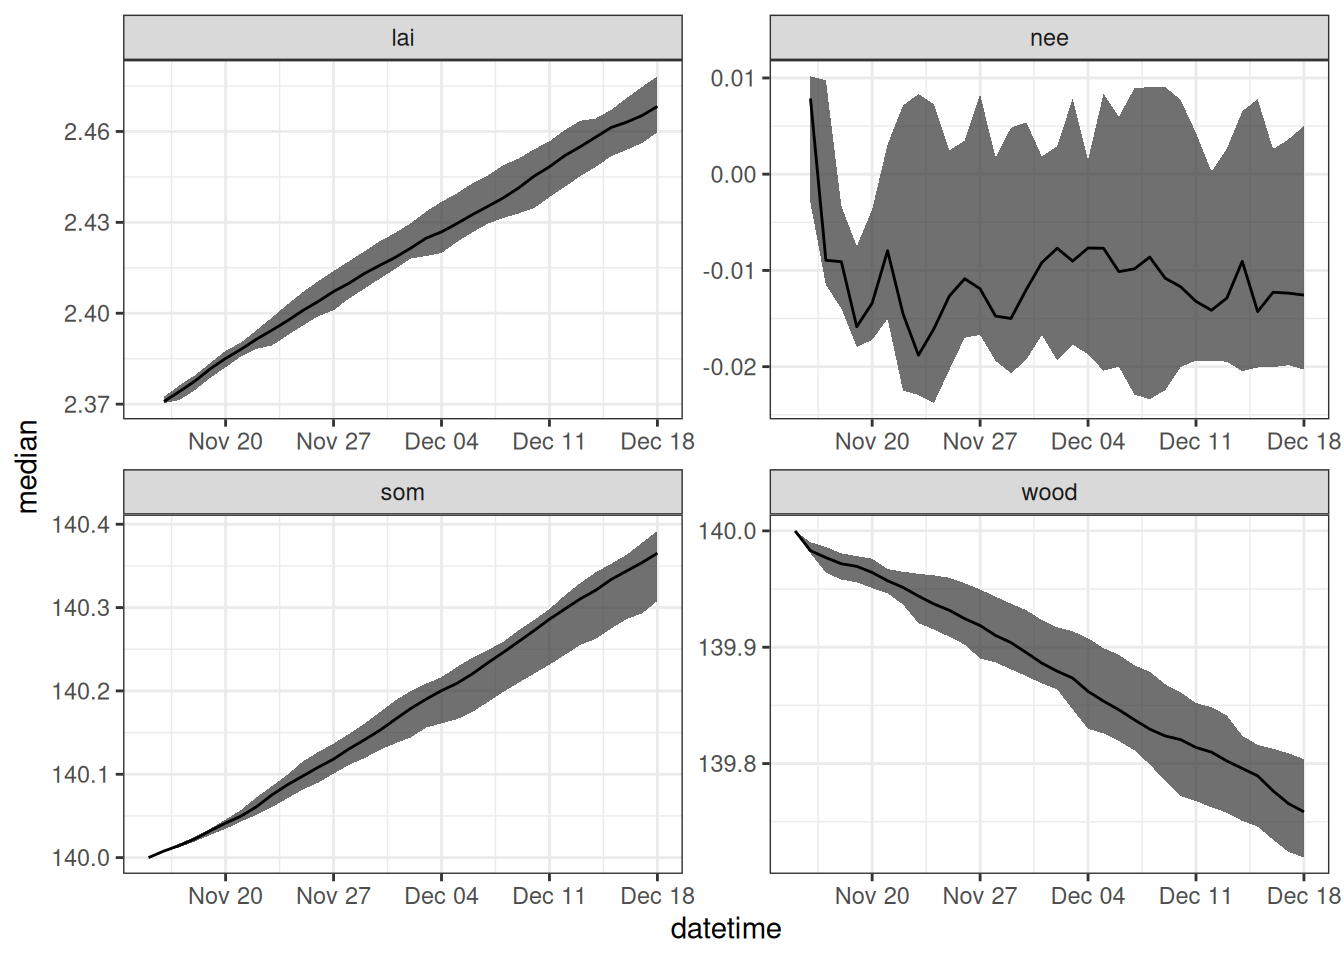 lai
nee
2.46
2.43
2.40
2.37
0.01
0.00
-0.01
-0.02
Nov 20 Nov 27 Dec 04 Dec 11 Dec 18
Nov 20 Nov 27 Dec 04 Dec 11 Dec 18
median
som
wood
140.4
140.3
140.2
140.1
140.0
140.0
139.9
139.8
Nov 20 Nov 27 Dec 04 Dec 11 Dec 18
Nov 20 Nov 27 Dec 04 Dec 11 Dec 18
datetime